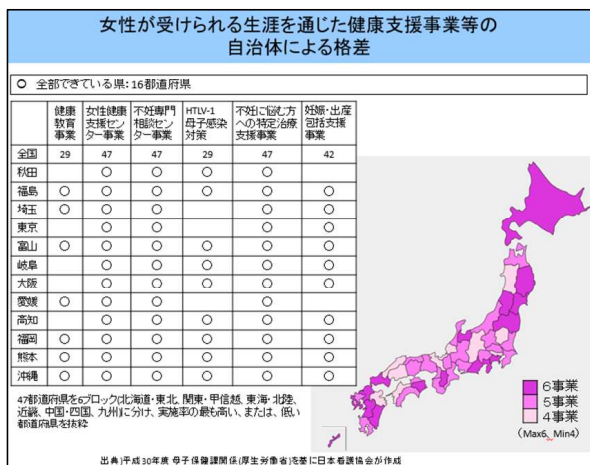 女性が受けられる生涯を通じた健康支援事業等の
自治体による格差
○ 全部できている県：16都道府県
健康教育事業 女性健康支援センター事業 不妊専門相談センター事業 HTLV-1母子感染対策 不妊に悩む方への特定治療支援事業 妊娠・出産包括支援事業
全国 29 47 47 29 47 42
秋田 ○ ○ ○ ○
福島 ○ ○ ○ ○ ○ ○
埼玉 ○ ○ ○ ○ ○
東京 ○ ○ ○ ○
富山 ○ ○ ○ ○ ○ ○
岐阜 ○ ○ ○ ○ ○
大阪 ○ ○ ○ ○ ○
愛媛 ○ ○ ○ ○
高知 ○ ○ ○ ○ ○
福岡 ○ ○ ○ ○ ○ ○
熊本 ○ ○ ○ ○ ○ ○
沖縄 ○ ○ ○ ○ ○ ○
47都道府県を6ブロック(北海道・東北、関東・甲信越、東海・北陸、
近畿、中国・四国、九州)に分け、実施率の最も高い、または、低い
都道府県を抜粋
6事業
5事業
4事業
(Max6、Min4)
出典)平成30年度 母子保健課関係(厚生労働省)を基に日本看護協会が作成